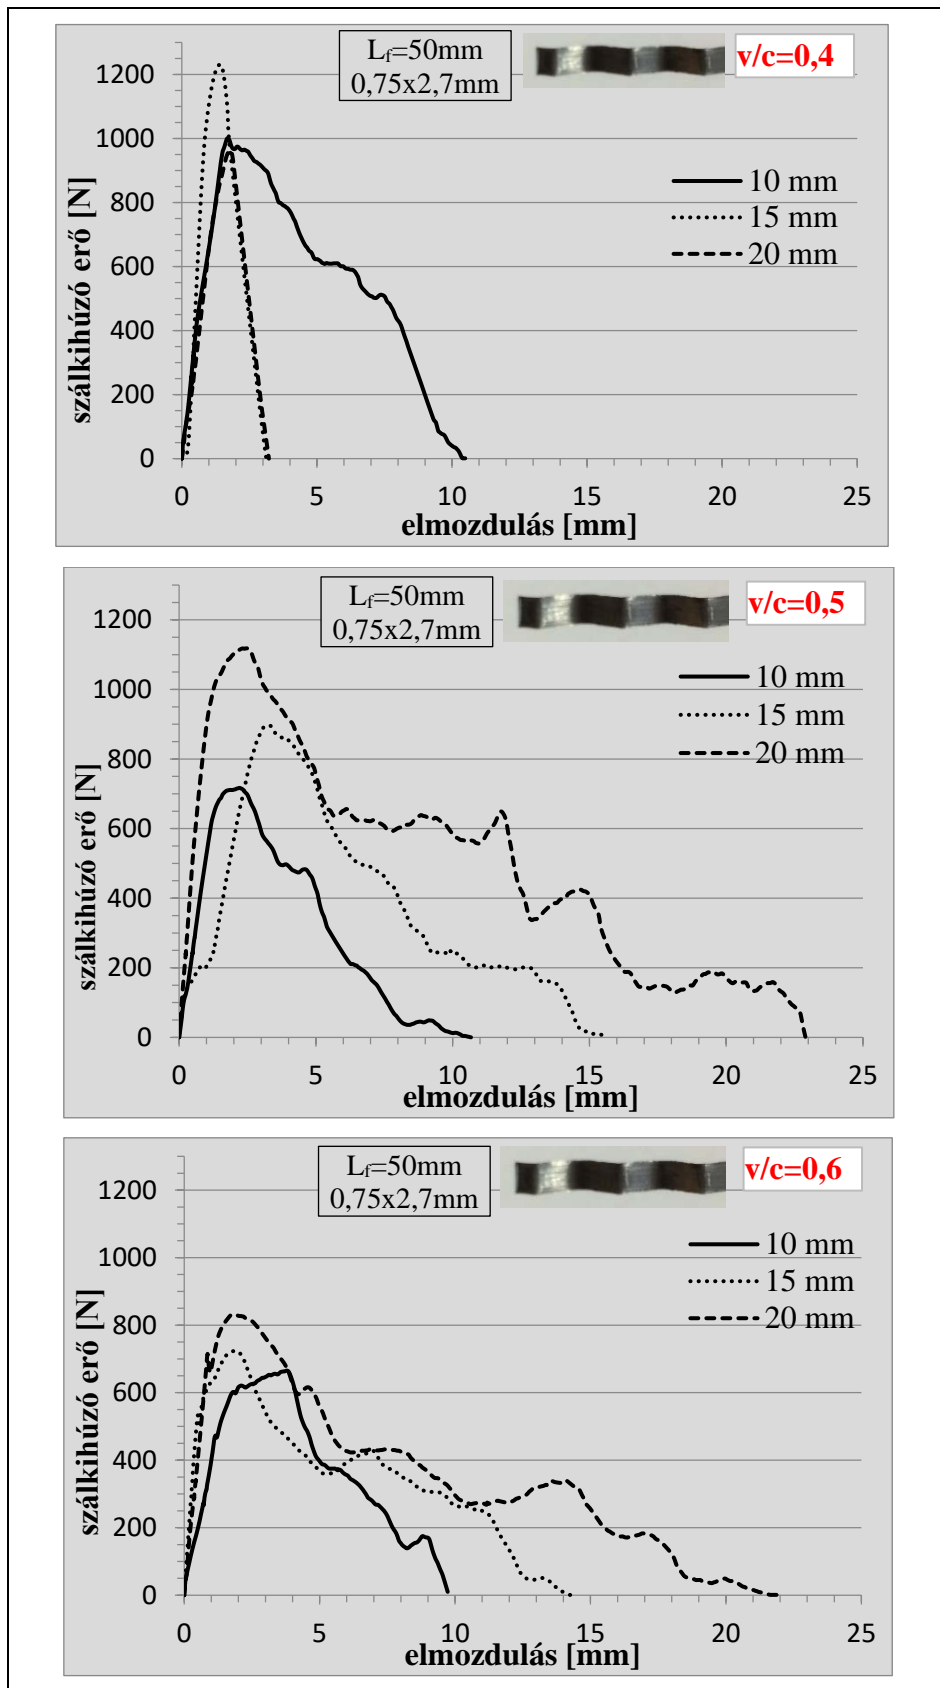 L_f=50mm
0,75x2,7mm
v/c=0,4
1200
1000
800
600
400
200
0
szálkihúzó erő [N]
10 mm
15 mm
20 mm
0 5 10 15 20 25
elmozdulás [mm]
L_f=50mm
0,75x2,7mm
v/c=0,5
1200
1000
800
600
400
200
0
szálkihúzó erő [N]
10 mm
15 mm
20 mm
0 5 10 15 20 25
elmozdulás [mm]
L_f=50mm
0,75x2,7mm
v/c=0,6
1200
1000
800
600
400
200
0
szálkihúzó erő [N]
10 mm
15 mm
20 mm
0 5 10 15 20 25
elmozdulás [mm]